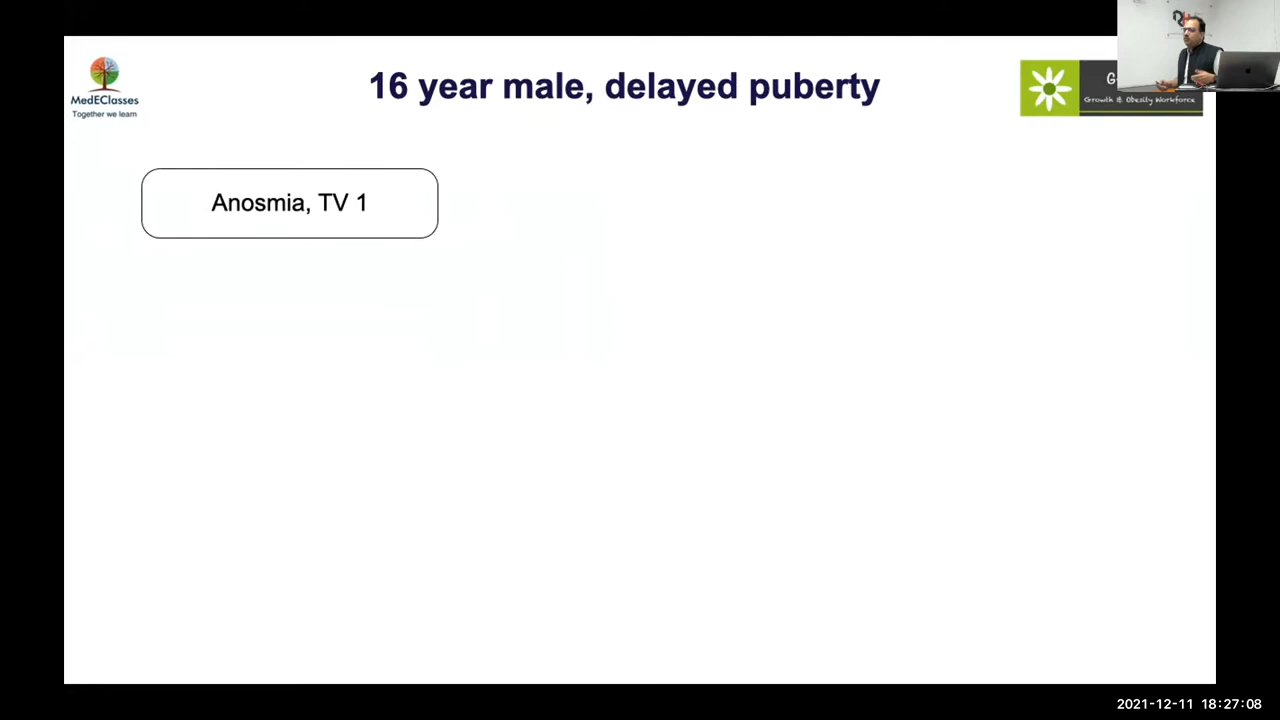 16 year male, delayed puberty
MedEClasses
Together we learn
G
Growth & Obesity Workforce
Anosmia, TV 1
2021-12-11 18:27:08